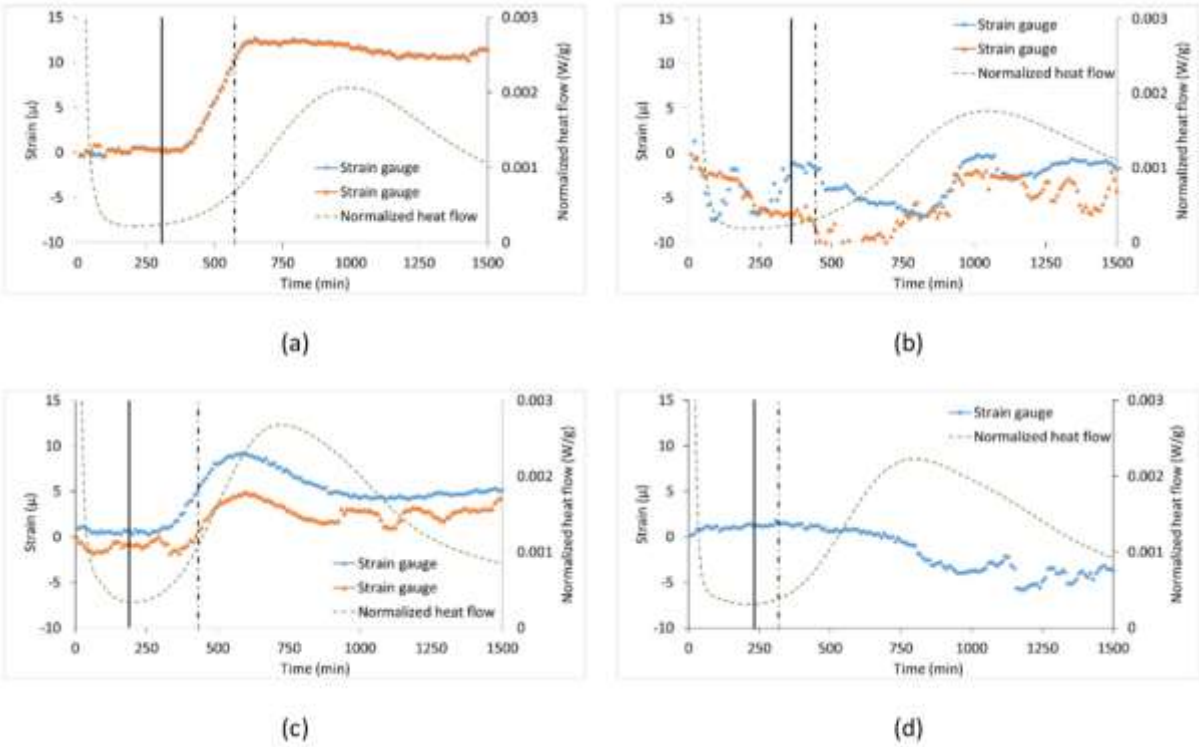 15
10
5
0
-5
-10
Strain (µ)
0 250 500 750 1000 1250 1500
Time (min)
0.003
0.002
0.001
0
Normalized heat flow (W/g)
Strain gauge
Strain gauge
Normalized heat flow
(a)
15
10
5
0
-5
-10
Strain (µ)
0 250 500 750 1000 1250 1500
Time (min)
0.003
0.002
0.001
0
Normalized heat flow (W/g)
Strain gauge
Strain gauge
Normalized heat flow
(b)
15
10
5
0
-5
-10
Strain (µ)
0 250 500 750 1000 1250 1500
Time (min)
0.003
0.002
0.001
0
Normalized heat flow (W/g)
Strain gauge
Strain gauge
Normalized heat flow
(c)
15
10
5
0
-5
-10
Strain (µ)
0 250 500 750 1000 1250 1500
Time (min)
0.003
0.002
0.001
0
Normalized heat flow (W/g)
Strain gauge
Normalized heat flow
(d)